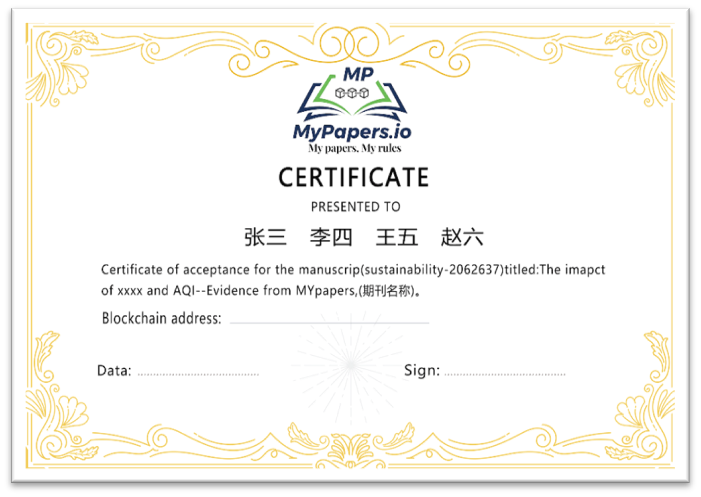 MP
MyPapers.io
My papers. My rules
CERTIFICATE
PRESENTED TO
张三 李四 王五 赵六
Certificate of acceptance for the manuscrip(sustainability-2062637)titled:The imapct
of xxxx and AQI--Evidence from MYpapers,(期刊名称)。
Blockchain address:
Data: Sign: